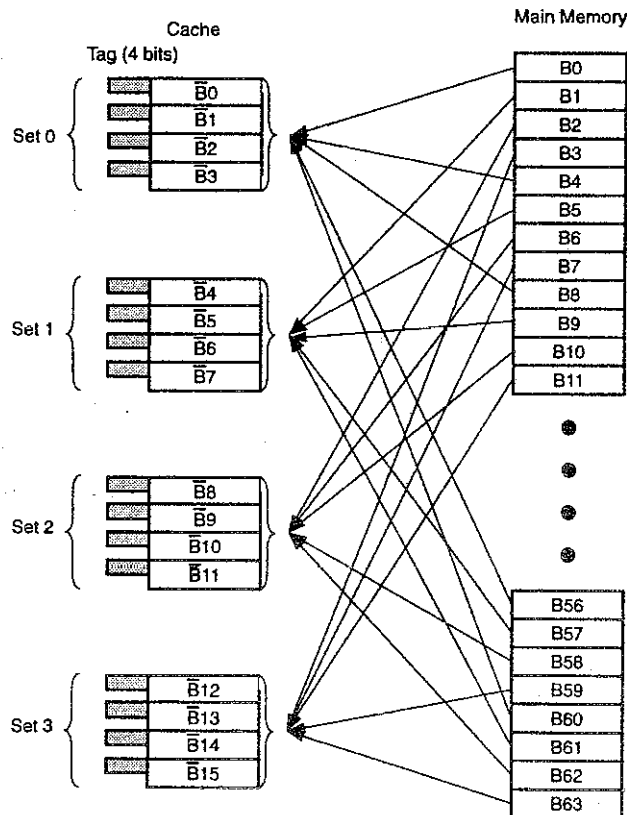 Cache
Main Memory
Tag (4 bits)
Set 0
B̅0
B̅1
B̅2
B̅3
Set 1
B̅4
B̅5
B̅6
B̅7
Set 2
B̅8
B̅9
B̅10
B̅11
Set 3
B̅12
B̅13
B̅14
B̅15
B0
B1
B2
B3
B4
B5
B6
B7
B8
B9
B10
B11
B56
B57
B58
B59
B60
B61
B62
B63